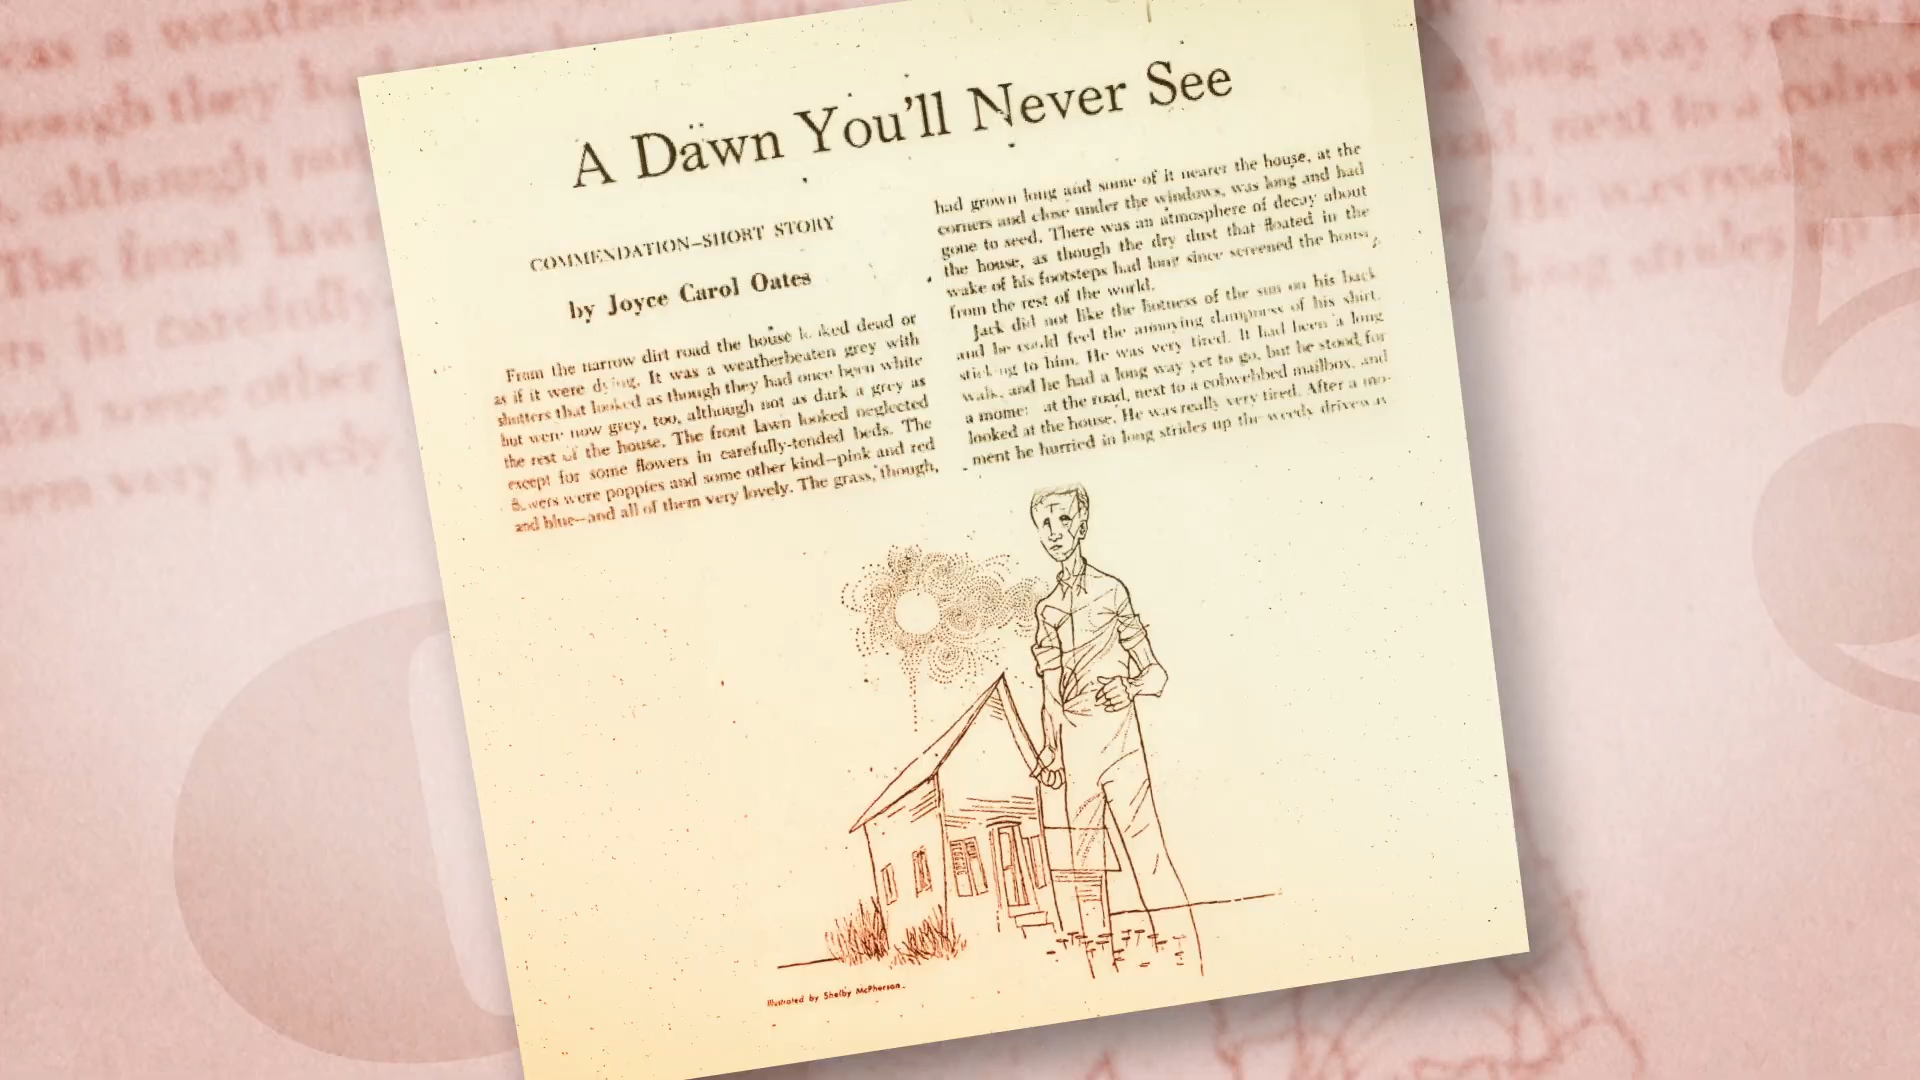 A Dawn You'll Never See
COMMENDATION–SHORT STORY
by Joyce Carol Oates
From the narrow dirt road the house looked dead or
as if it were dying. It was a weatherbeaten grey with
shutters that looked as though they had once been white
but were now grey, too, although not as dark a grey as
the rest of the house. The front lawn looked neglected
except for some flowers in carefully-tended beds. The
flowers were poppies and some other kind—pink and red
and blue—and all of them very lovely. The grass, though,
had grown long and some of it nearer the house, at the
corners and close under the windows, was long and had
gone to seed. There was an atmosphere of decay about
the house, as though the dry dust that floated in the
wake of his footsteps had long since screened the house
from the rest of the world.
Jack did not like the hotness of the sun on his back
and he could feel the annoying dampness of his shirt,
sticking to him. He was very tired. It had been a long
walk, and he had a long way yet to go, but he stood for
a moment at the road, next to a cobwebbed mailbox, and
looked at the house. He was really very tired. After a mo-
ment he hurried in long strides up the weedy driveway
Illustrated by Shelby McPherson.